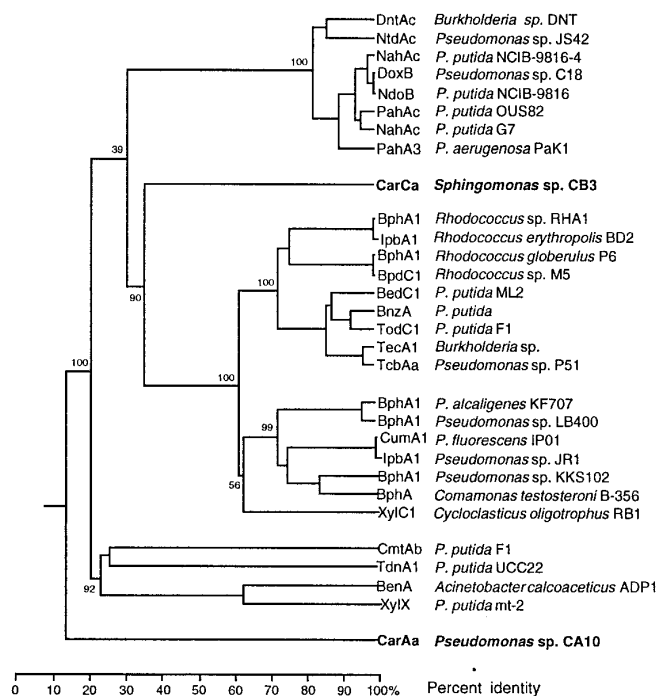 DntAc Burkholderia sp. DNT
NtdAc Pseudomonas sp. JS42
NahAc P. putida NCIB-9816-4
100
DoxB Pseudomonas sp. C18
NdoB P. putida NCIB-9816
PahAc P. putida OUS82
NahAc P. putida G7
39
PahA3 P. aerugenosa PaK1
CarCa Sphingomonas sp. CB3
BphA1 Rhodococcus sp. RHA1
IpbA1 Rhodococcus erythropolis BD2
BphA1 Rhodococcus globerulus P6
BpdC1 Rhodococcus sp. M5
100
90
BedC1 P. putida ML2
BnzA P. putida
TodC1 P. putida F1
TecA1 Burkholderia sp.
100
TcbAa Pseudomonas sp. P51
100
BphA1 P. alcaligenes KF707
BphA1 Pseudomonas sp. LB400
99
CumA1 P. fluorescens IP01
IpbA1 Pseudomonas sp. JR1
BphA1 Pseudomonas sp. KKS102
56
BphA Comamonas testosteroni B-356
XylC1 Cycloclasticus oligotrophus RB1
CmtAb P. putida F1
TdnA1 P. putida UCC22
92
BenA Acinetobacter calcoaceticus ADP1
XylX P. putida mt-2
CarAa Pseudomonas sp. CA10
0 10 20 30 40 50 60 70 80 90 100% Percent identity